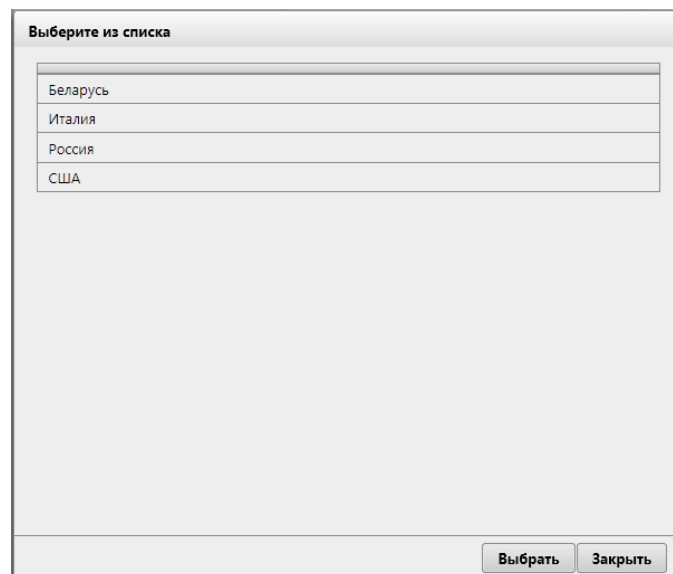 Выберите из списка
Беларусь
Италия
Россия
США
Выбрать Закрыть